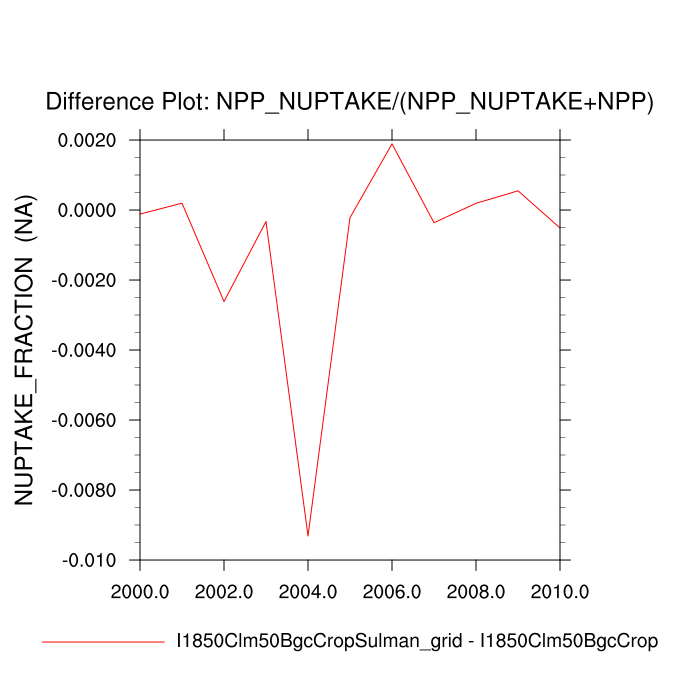 Difference Plot: NPP_NUPTAKE/(NPP_NUPTAKE+NPP)
NUPTAKE_FRACTION (NA)
0.0020
0.0000
-0.0020
-0.0040
-0.0060
-0.0080
-0.010
2000.0 2002.0 2004.0 2006.0 2008.0 2010.0
I1850Clm50BgcCropSulman_grid - I1850Clm50BgcCrop